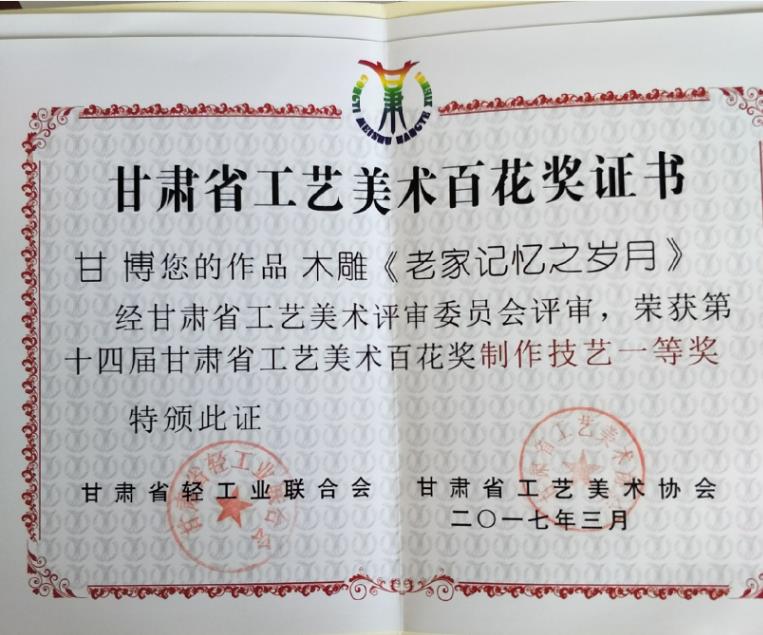 甘肃省工艺美术百花奖证书
甘 博您的作品 木雕《老家记忆之岁月》
经甘肃省工艺美术评审委员会评审，荣获第
十四届甘肃省工艺美术百花奖制作技艺一等奖
特颁此证
甘肃省轻工业联合会
甘肃省工艺美术协会
二〇一七年三月